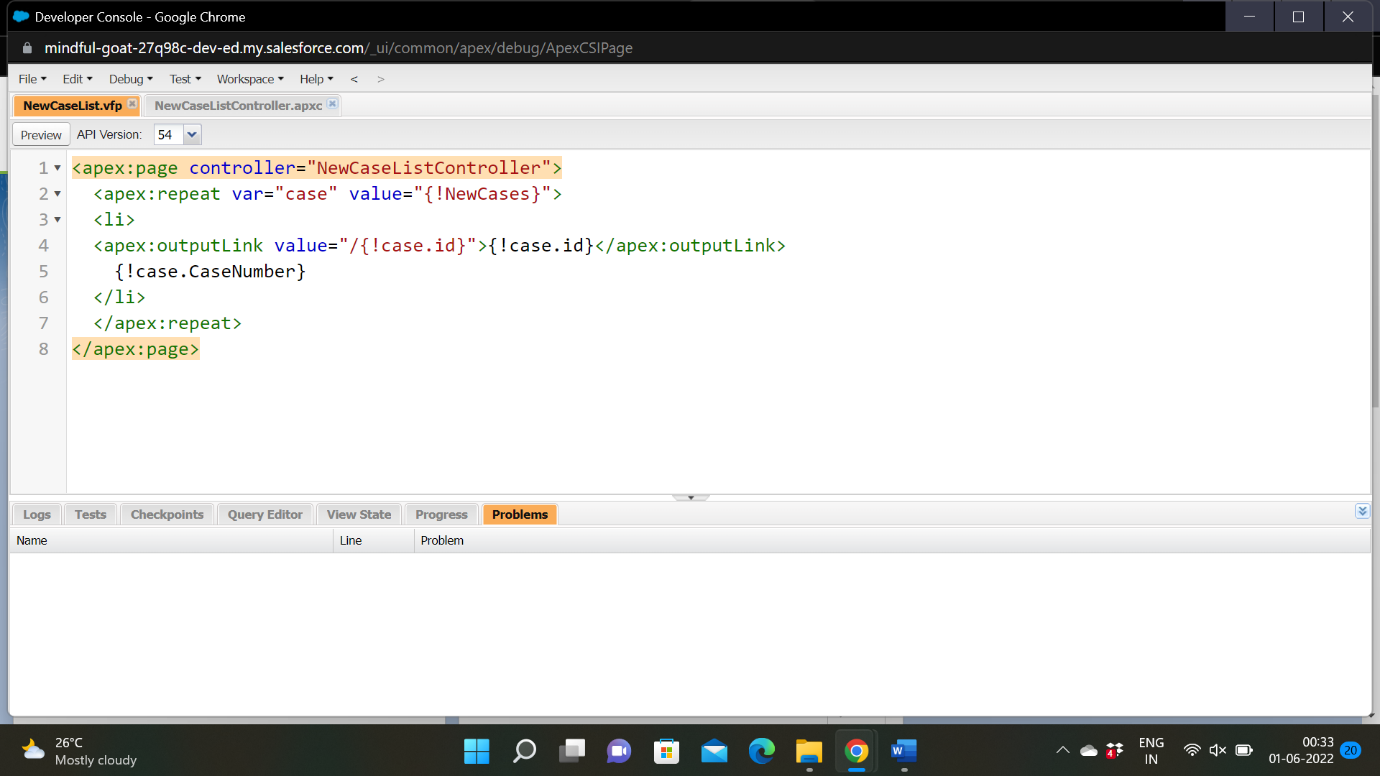 Developer Console - Google Chrome
mindful-goat-27q98c-dev-ed.my.salesforce.com/_ui/common/apex/debug/ApexCSIPage
File Edit Debug Test Workspace Help < >
NewCaseList.vfp NewCaseListController.apxc
Preview API Version: 54
1 <apex:page controller="NewCaseListController">
2 <apex:repeat var="case" value="{!NewCases}">
3 <li>
4 <apex:outputLink value="/{!case.id}">{!case.id}</apex:outputLink>
5 {!case.CaseNumber}
6 </li>
7 </apex:repeat>
8 </apex:page>
Logs Tests Checkpoints Query Editor View State Progress Problems
Name Line Problem
26°C
Mostly cloudy
W
4
ENG
IN
00:33
01-06-2022
20